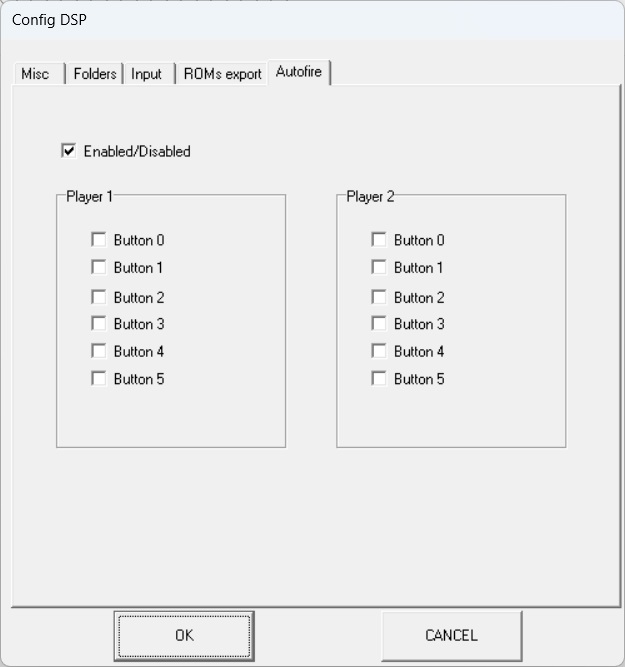 Config DSP
Misc Folders Input ROMs export Autofire
Enabled/Disabled
Player 1 Player 2
Button 0 Button 0
Button 1 Button 1
Button 2 Button 2
Button 3 Button 3
Button 4 Button 4
Button 5 Button 5
OK CANCEL